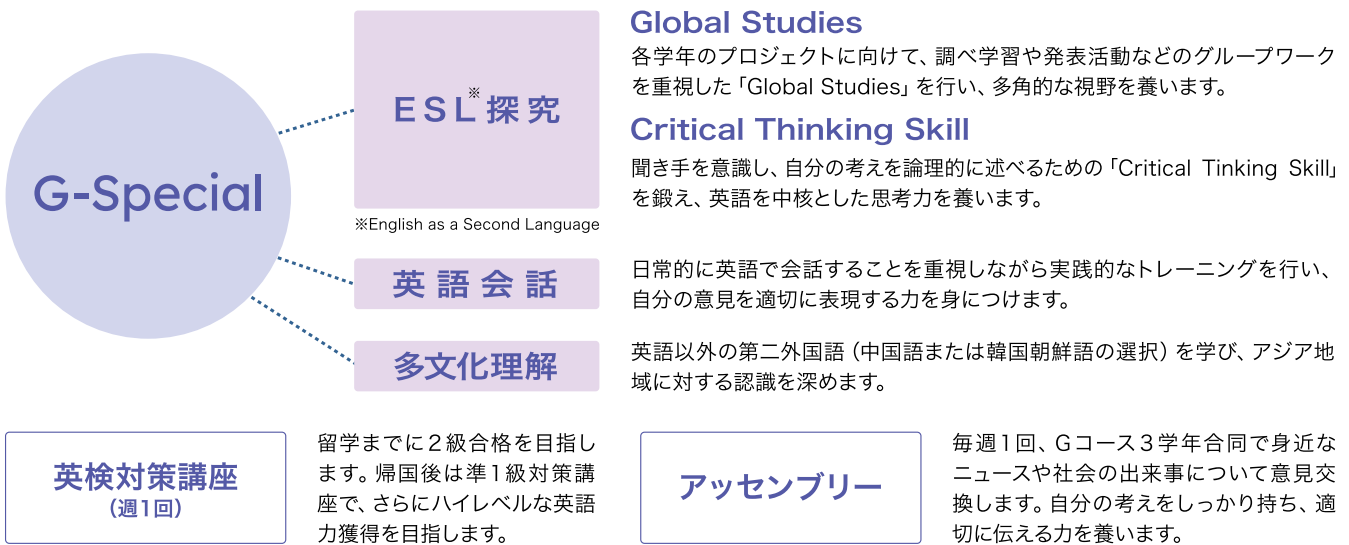 G-Special
ESL※探究
※English as a Second Language
Global Studies
各学年のプロジェクトに向けて、調べ学習や発表活動などのグループワーク
を重視した「Global Studies」を行い、多角的な視野を養います。
Critical Thinking Skill
聞き手を意識し、自分の考えを論理的に述べるための「Critical Tinking Skill」
を鍛え、英語を中核とした思考力を養います。
英語会話
日常的に英語で会話することを重視しながら実践的なトレーニングを行い、
自分の意見を適切に表現する力を身につけます。
多文化理解
英語以外の第二外国語（中国語または韓国朝鮮語の選択）を学び、アジア地
域に対する認識を深めます。
英検対策講座
（週1回）
留学までに２級合格を目指し
ます。帰国後は準１級対策講
座で、さらにハイレベルな英語
力獲得を目指します。
アッセンブリー
毎週1回、Gコース３学年合同で身近な
ニュースや社会の出来事について意見交
換します。自分の考えをしっかり持ち、適
切に伝える力を養います。